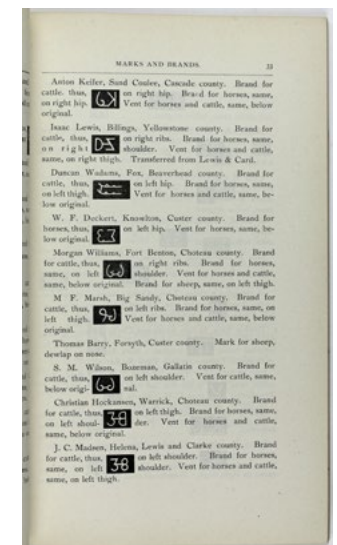 MARKS AND BRANDS. 33
Anton Keifer, Sand Coulee, Cascade county. Brand for
cattle. thus, on right hip. Brand for horses, same,
on right hip. Vent for horses and cattle, same, below
original.
Isaac Lewis, Billings, Yellowstone county. Brand for
cattle, thus, on right ribs. Brand for horses, same,
on right shoulder. Vent for horses and cattle,
same, on right thigh. Transferred from Lewis & Card.
Duncan Wadams, Fox, Beaverhead county. Brand for
cattle, thus, on left hip. Brand for horses, same,
on left thigh. Vent for horses and cattle, same, be-
low original.
W. F. Deckert, Knowlton, Custer county. Brand for
horses, thus, on left hip. Vent for horses, same, be-
low original.
Morgan Williams, Fort Benton, Choteau county. Brand
for cattle, thus, on right ribs. Brand for horses,
same, on left shoulder. Vent for horses and cattle,
same, below original. Brand for sheep, same, on left thigh.
M F. Marsh, Big Sandy, Choteau county. Brand for
cattle, thus, on left ribs. Brand for horses, same, on
left thigh. Vent for horses and cattle, same, below
original.
Thomas Barry, Forsyth, Custer county. Mark for sheep,
dewlap on nose.
S. M. Wilson, Bozeman, Gallatin county. Brand for
cattle, thus, on left shoulder. Vent for cattle, same,
below origi- nal.
Christian Hockansen, Warrick, Choteau county. Brand
for cattle, thus, on left thigh. Brand for horses, same,
on left shoul- der. Vent for horses and cattle,
same, below original.
J. C. Madsen, Helena, Lewis and Clarke county. Brand
for cattle, thus, on left shoulder. Brand for horses,
same, on left shoulder. Vent for horses and cattle,
same, on left thigh.